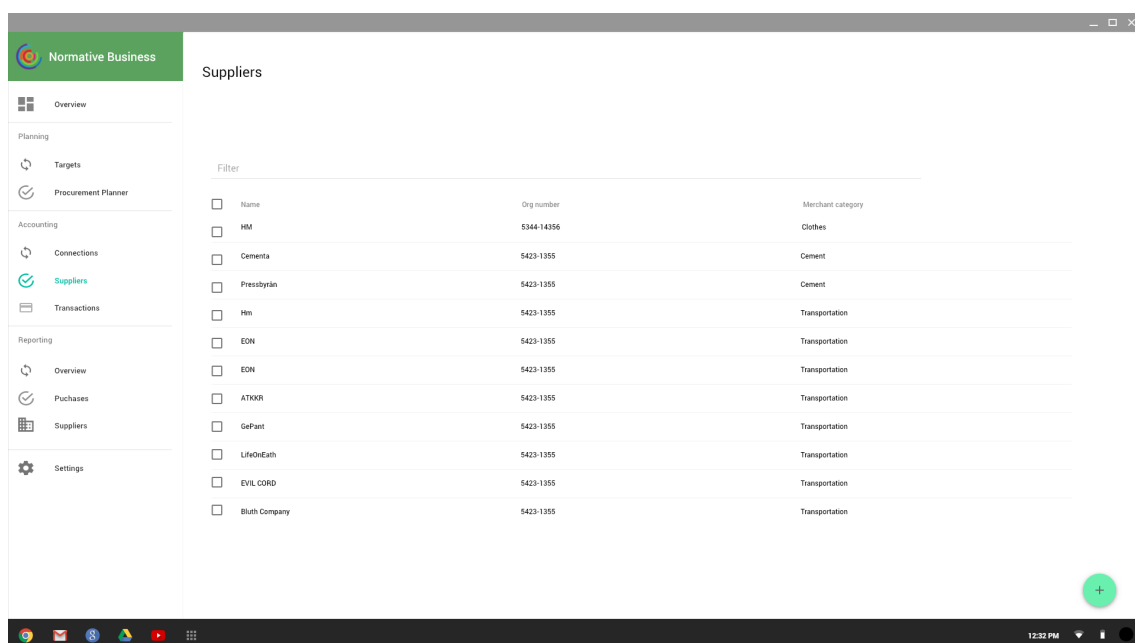 Normative Business
Suppliers
Overview
Planning
Targets
Procurement Planner
Accounting
Connections
Suppliers
Transactions
Reporting
Overview
Puchases
Suppliers
Settings
Filter
Name Org number Merchant category
HM 5344-14356 Clothes
Cementa 5423-1355 Cement
Pressbyrån 5423-1355 Cement
Hm 5423-1355 Transportation
EON 5423-1355 Transportation
EON 5423-1355 Transportation
ATKKR 5423-1355 Transportation
GePant 5423-1355 Transportation
LifeOnEath 5423-1355 Transportation
EVIL CORD 5423-1355 Transportation
Bluth Company 5423-1355 Transportation
+
8
12:32 PM